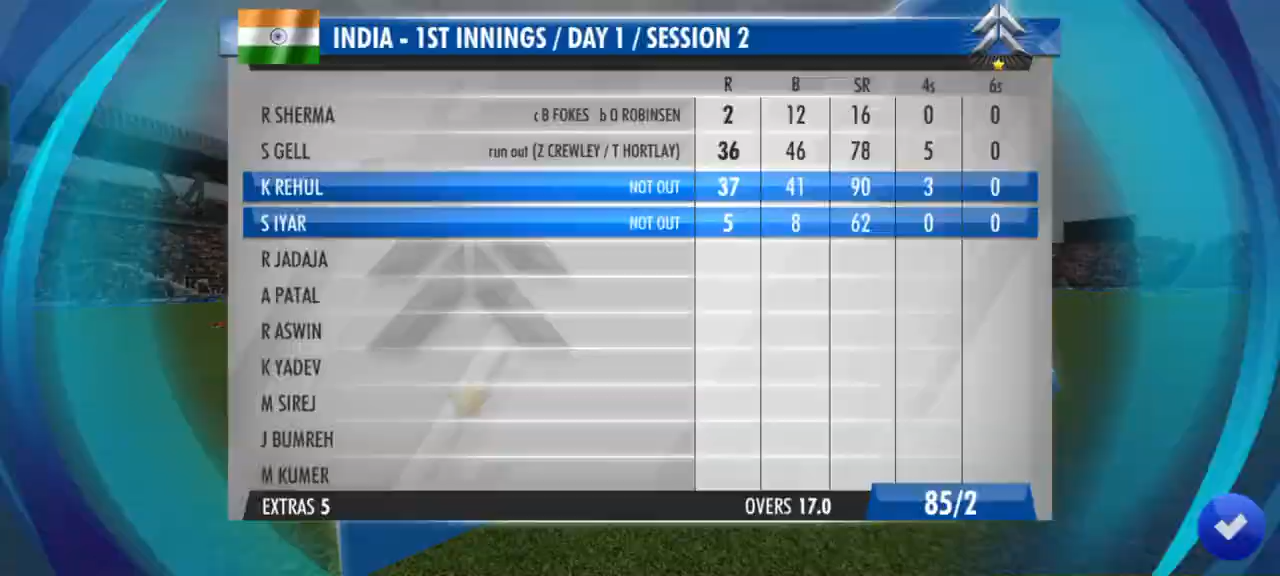 INDIA - 1ST INNINGS / DAY 1 / SESSION 2
R B SR 4s 6s
R SHERMA c B FOKES b O ROBINSEN 2 12 16 0 0
S GELL run out (Z CREWLEY / T HORTLAY) 36 46 78 5 0
K REHUL NOT OUT 37 41 90 3 0
S IYAR NOT OUT 5 8 62 0 0
R JADAJA
A PATAL
R ASWIN
K YADEV
M SIREJ
J BUMREH
M KUMER
EXTRAS 5 OVERS 17.0 85/2